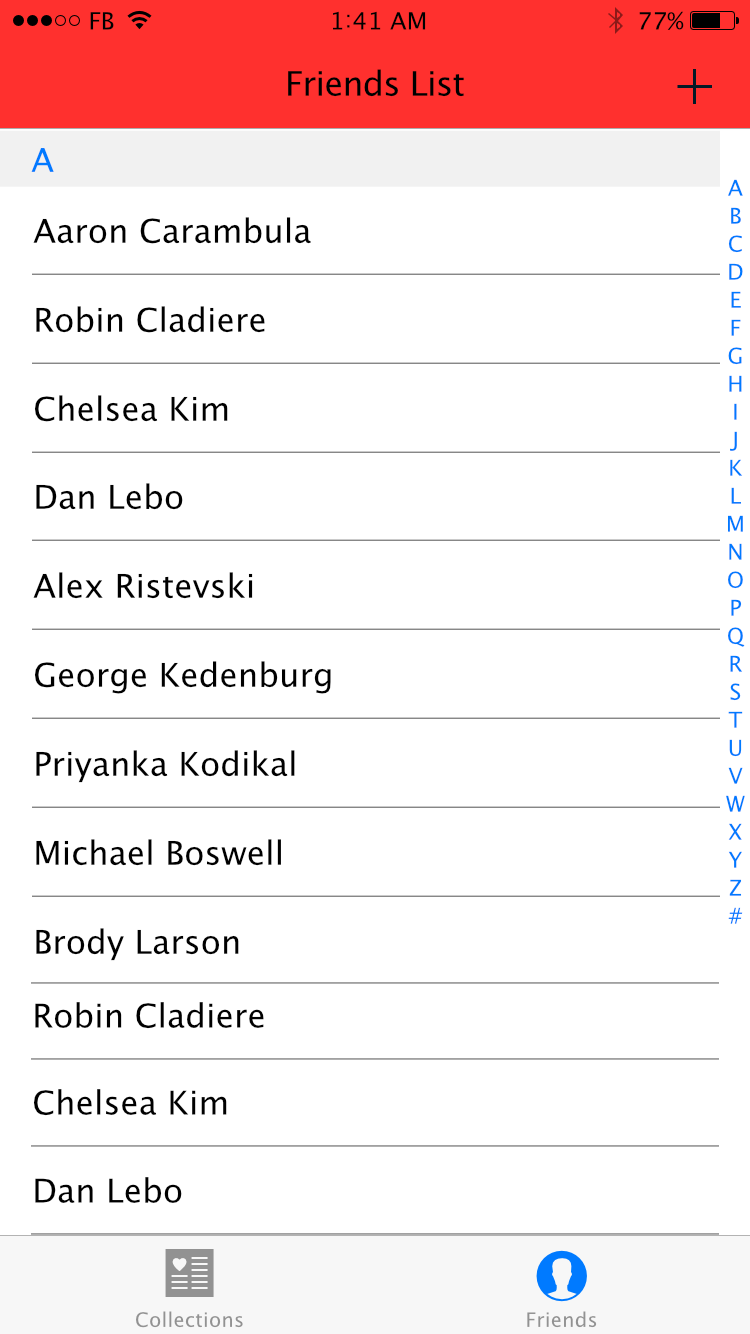 FB 1:41 AM 77%
Friends List +
A
Aaron Carambula
Robin Cladiere
Chelsea Kim
Dan Lebo
Alex Ristevski
George Kedenburg
Priyanka Kodikal
Michael Boswell
Brody Larson
Robin Cladiere
Chelsea Kim
Dan Lebo
A
B
C
D
E
F
G
H
I
J
K
L
M
N
O
P
Q
R
S
T
U
V
W
X
Y
Z
#
Collections Friends